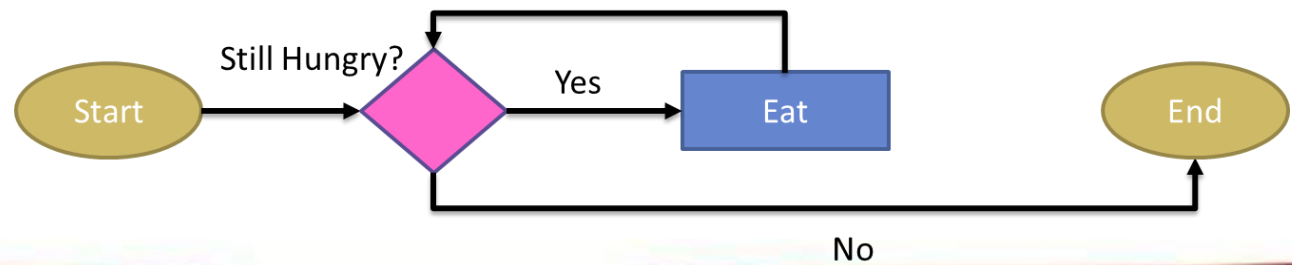 Still Hungry?
Start
Yes
Eat
End
No